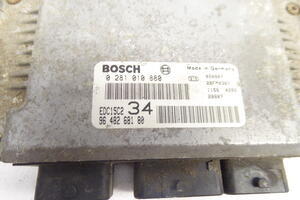 BOSCH
Made in Germany
0 281 010 880
EDC15C2 34
96 482 681 80